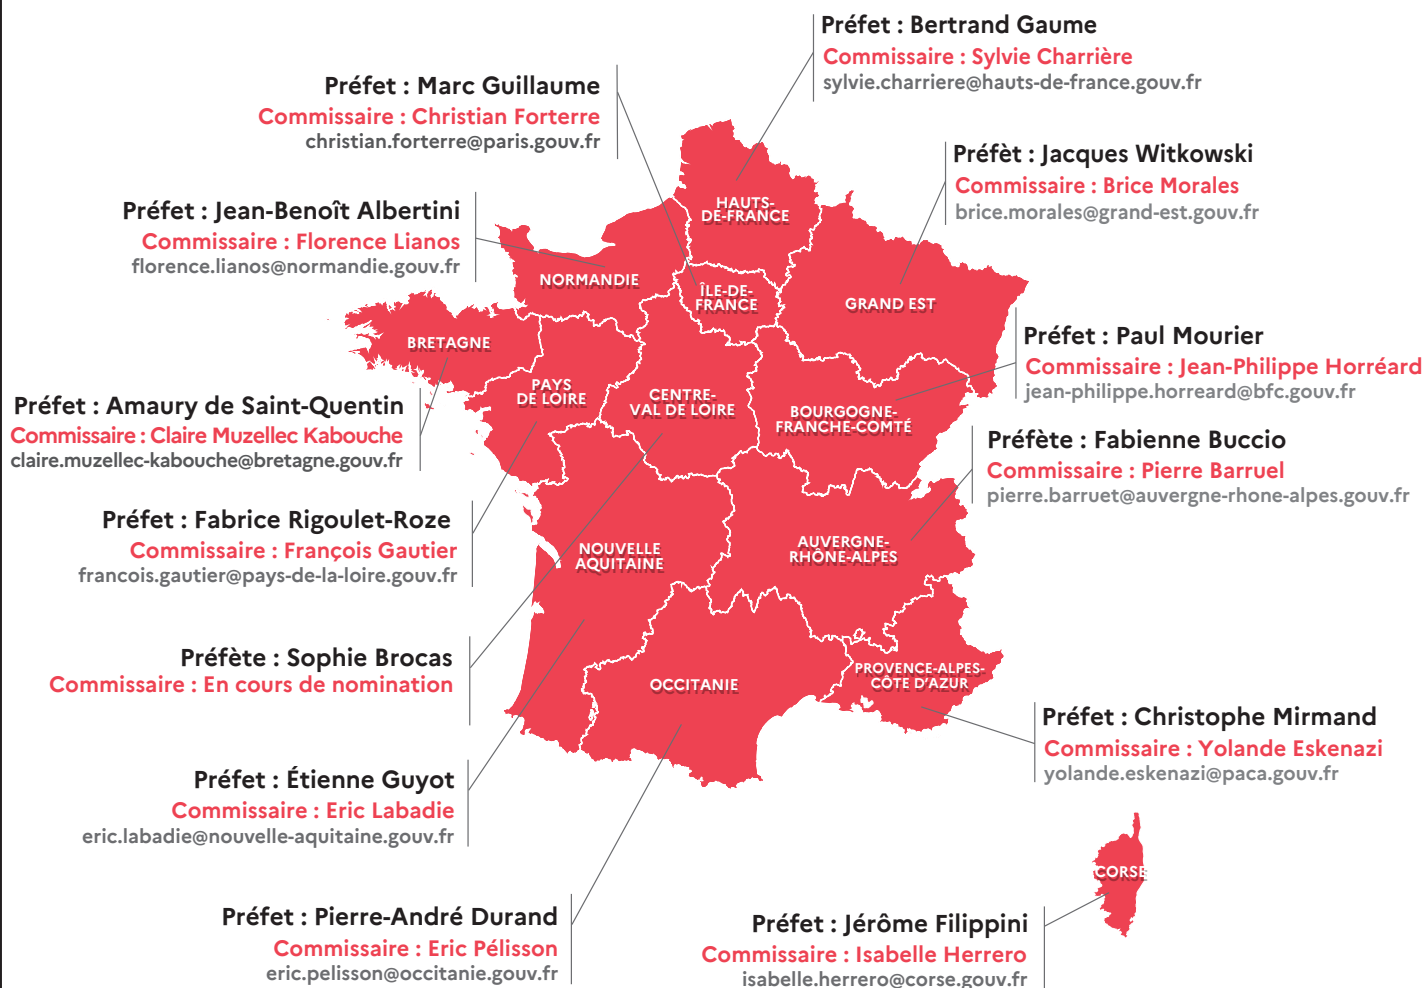 Préfet : Bertrand Gaume
Commissaire : Sylvie Charrière
sylvie.charriere@hauts-de-france.gouv.fr
Préfet : Marc Guillaume
Commissaire : Christian Forterre
christian.forterre@paris.gouv.fr
Préfèt : Jacques Witkowski
Commissaire : Brice Morales
brice.morales@grand-est.gouv.fr
Préfet : Jean-Benoît Albertini
Commissaire : Florence Lianos
florence.lianos@normandie.gouv.fr
HAUTS-
DE-FRANCE
NORMANDIE
ÎLE-DE-
FRANCE
GRAND EST
BRETAGNE
PAYS
DE LOIRE
CENTRE-
VAL DE LOIRE
BOURGOGNE-
FRANCHE-COMTÉ
Préfet : Paul Mourier
Commissaire : Jean-Philippe Horréard
jean-philippe.horreard@bfc.gouv.fr
Préfet : Amaury de Saint-Quentin
Commissaire : Claire Muzellec Kabouche
claire.muzellec-kabouche@bretagne.gouv.fr
Préfète : Fabienne Buccio
Commissaire : Pierre Barruel
pierre.barruet@auvergne-rhone-alpes.gouv.fr
Préfet : Fabrice Rigoulet-Roze
Commissaire : François Gautier
francois.gautier@pays-de-la-loire.gouv.fr
NOUVELLE
AQUITAINE
AUVERGNE-
RHÔNE-ALPES
Préfète : Sophie Brocas
Commissaire : En cours de nomination
OCCITANIE
PROVENCE-ALPES-
CÔTE D'AZUR
Préfet : Christophe Mirmand
Commissaire : Yolande Eskenazi
yolande.eskenazi@paca.gouv.fr
Préfet : Étienne Guyot
Commissaire : Eric Labadie
eric.labadie@nouvelle-aquitaine.gouv.fr
CORSE
Préfet : Pierre-André Durand
Commissaire : Eric Pélisson
eric.pelisson@occitanie.gouv.fr
Préfet : Jérôme Filippini
Commissaire : Isabelle Herrero
isabelle.herrero@corse.gouv.fr